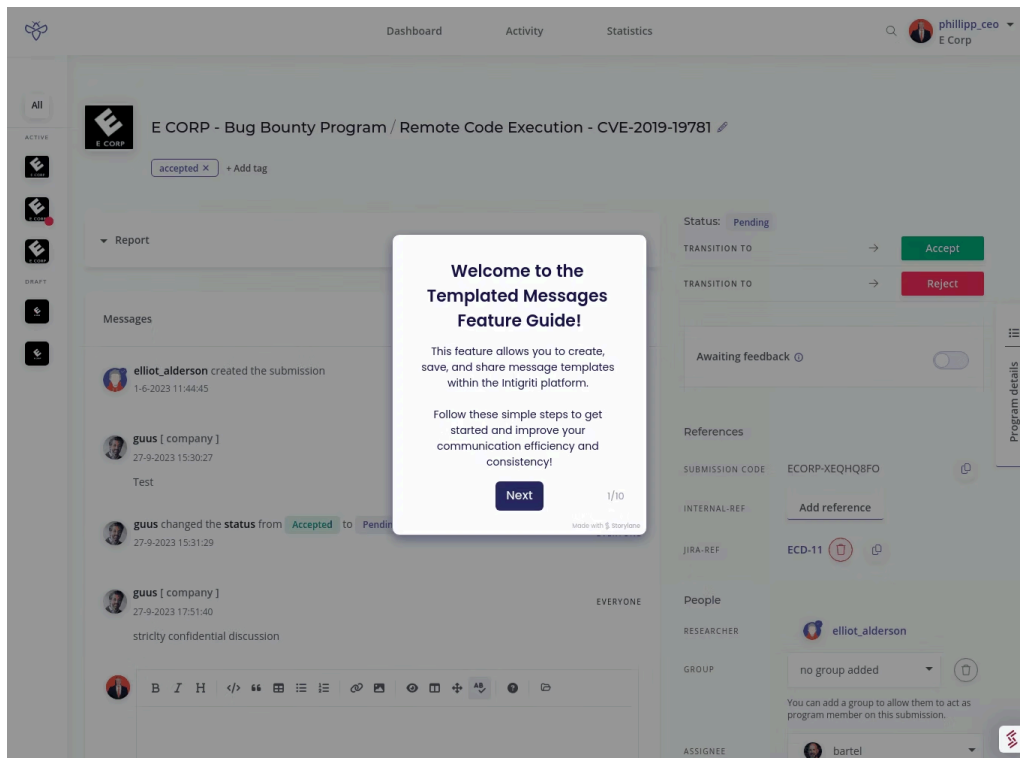 Dashboard
Activity
Statistics
phillipp_ceo
E Corp
All
ACTIVE
DRAFT
E CORP
E CORP - Bug Bounty Program / Remote Code Execution - CVE-2019-19781
accepted ×
+ Add tag
Report
Messages
elliot_alderson created the submission
1-6-2023 11:44:45
guus [ company ]
27-9-2023 15:30:27
Test
guus changed the status from Accepted to Pendin
27-9-2023 15:31:29
guus [ company ]
27-9-2023 17:51:40
EVERYONE
striclty confidential discussion
B I H
Welcome to the
Templated Messages
Feature Guide!
This feature allows you to create,
save, and share message templates
within the Intigriti platform.
Follow these simple steps to get
started and improve your
communication efficiency and
consistency!
Next
1/10
Made with Storylane
Status: Pending
TRANSITION TO → Accept
TRANSITION TO → Reject
Awaiting feedback
Program details
References
SUBMISSION CODE ECORP-XEQHQ8FO
INTERNAL-REF Add reference
JIRA-REF ECD-11
People
RESEARCHER elliot_alderson
GROUP no group added
You can add a group to allow them to act as
program member on this submission.
ASSIGNEE bartel